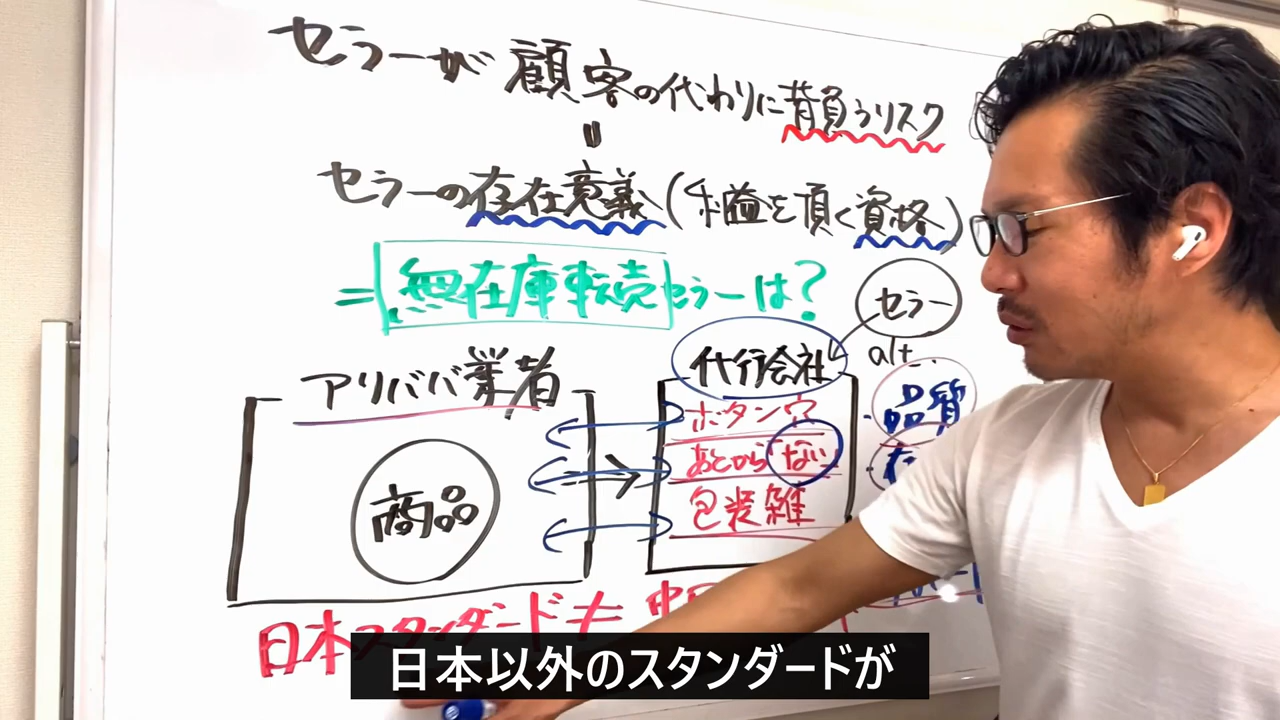 セラーが顧客の代わりに背負うリスク
=
セラーの存在意義(利益を頂く資格)
=無在庫転売セラーは?
セラー
alt
アリババ業者
代行会社
商品
ボタン穴
あとからない
包装雑
品質
日本スタンダード≠中
日本以外のスタンダードが